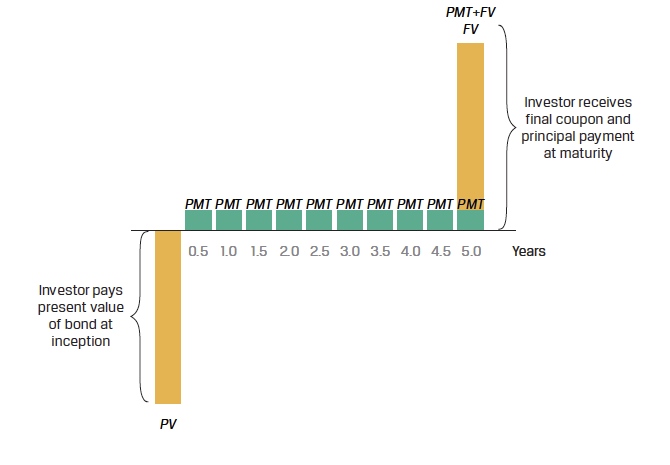 PMT+FV
FV
Investor receives
final coupon and
principal payment
at maturity
PMT PMT PMT PMT PMT PMT PMT PMT PMT PMT
0.5 1.0 1.5 2.0 2.5 3.0 3.5 4.0 4.5 5.0 Years
Investor pays
present value
of bond at
inception
PV